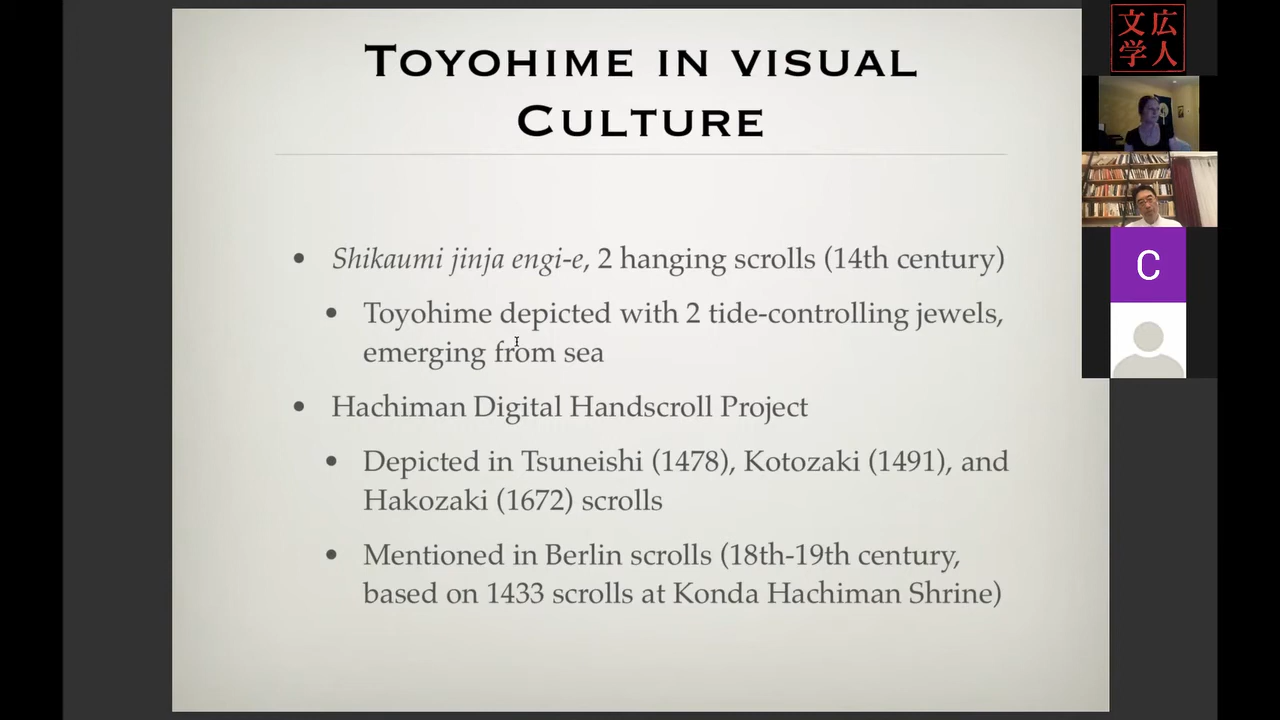 TOYOHIME IN VISUAL
CULTURE
• Shikaumi jinja engi-e, 2 hanging scrolls (14th century)
• Toyohime depicted with 2 tide-controlling jewels,
emerging from sea
• Hachiman Digital Handscroll Project
• Depicted in Tsuneishi (1478), Kotozaki (1491), and
Hakozaki (1672) scrolls
• Mentioned in Berlin scrolls (18th-19th century,
based on 1433 scrolls at Konda Hachiman Shrine)
文広
学人
C